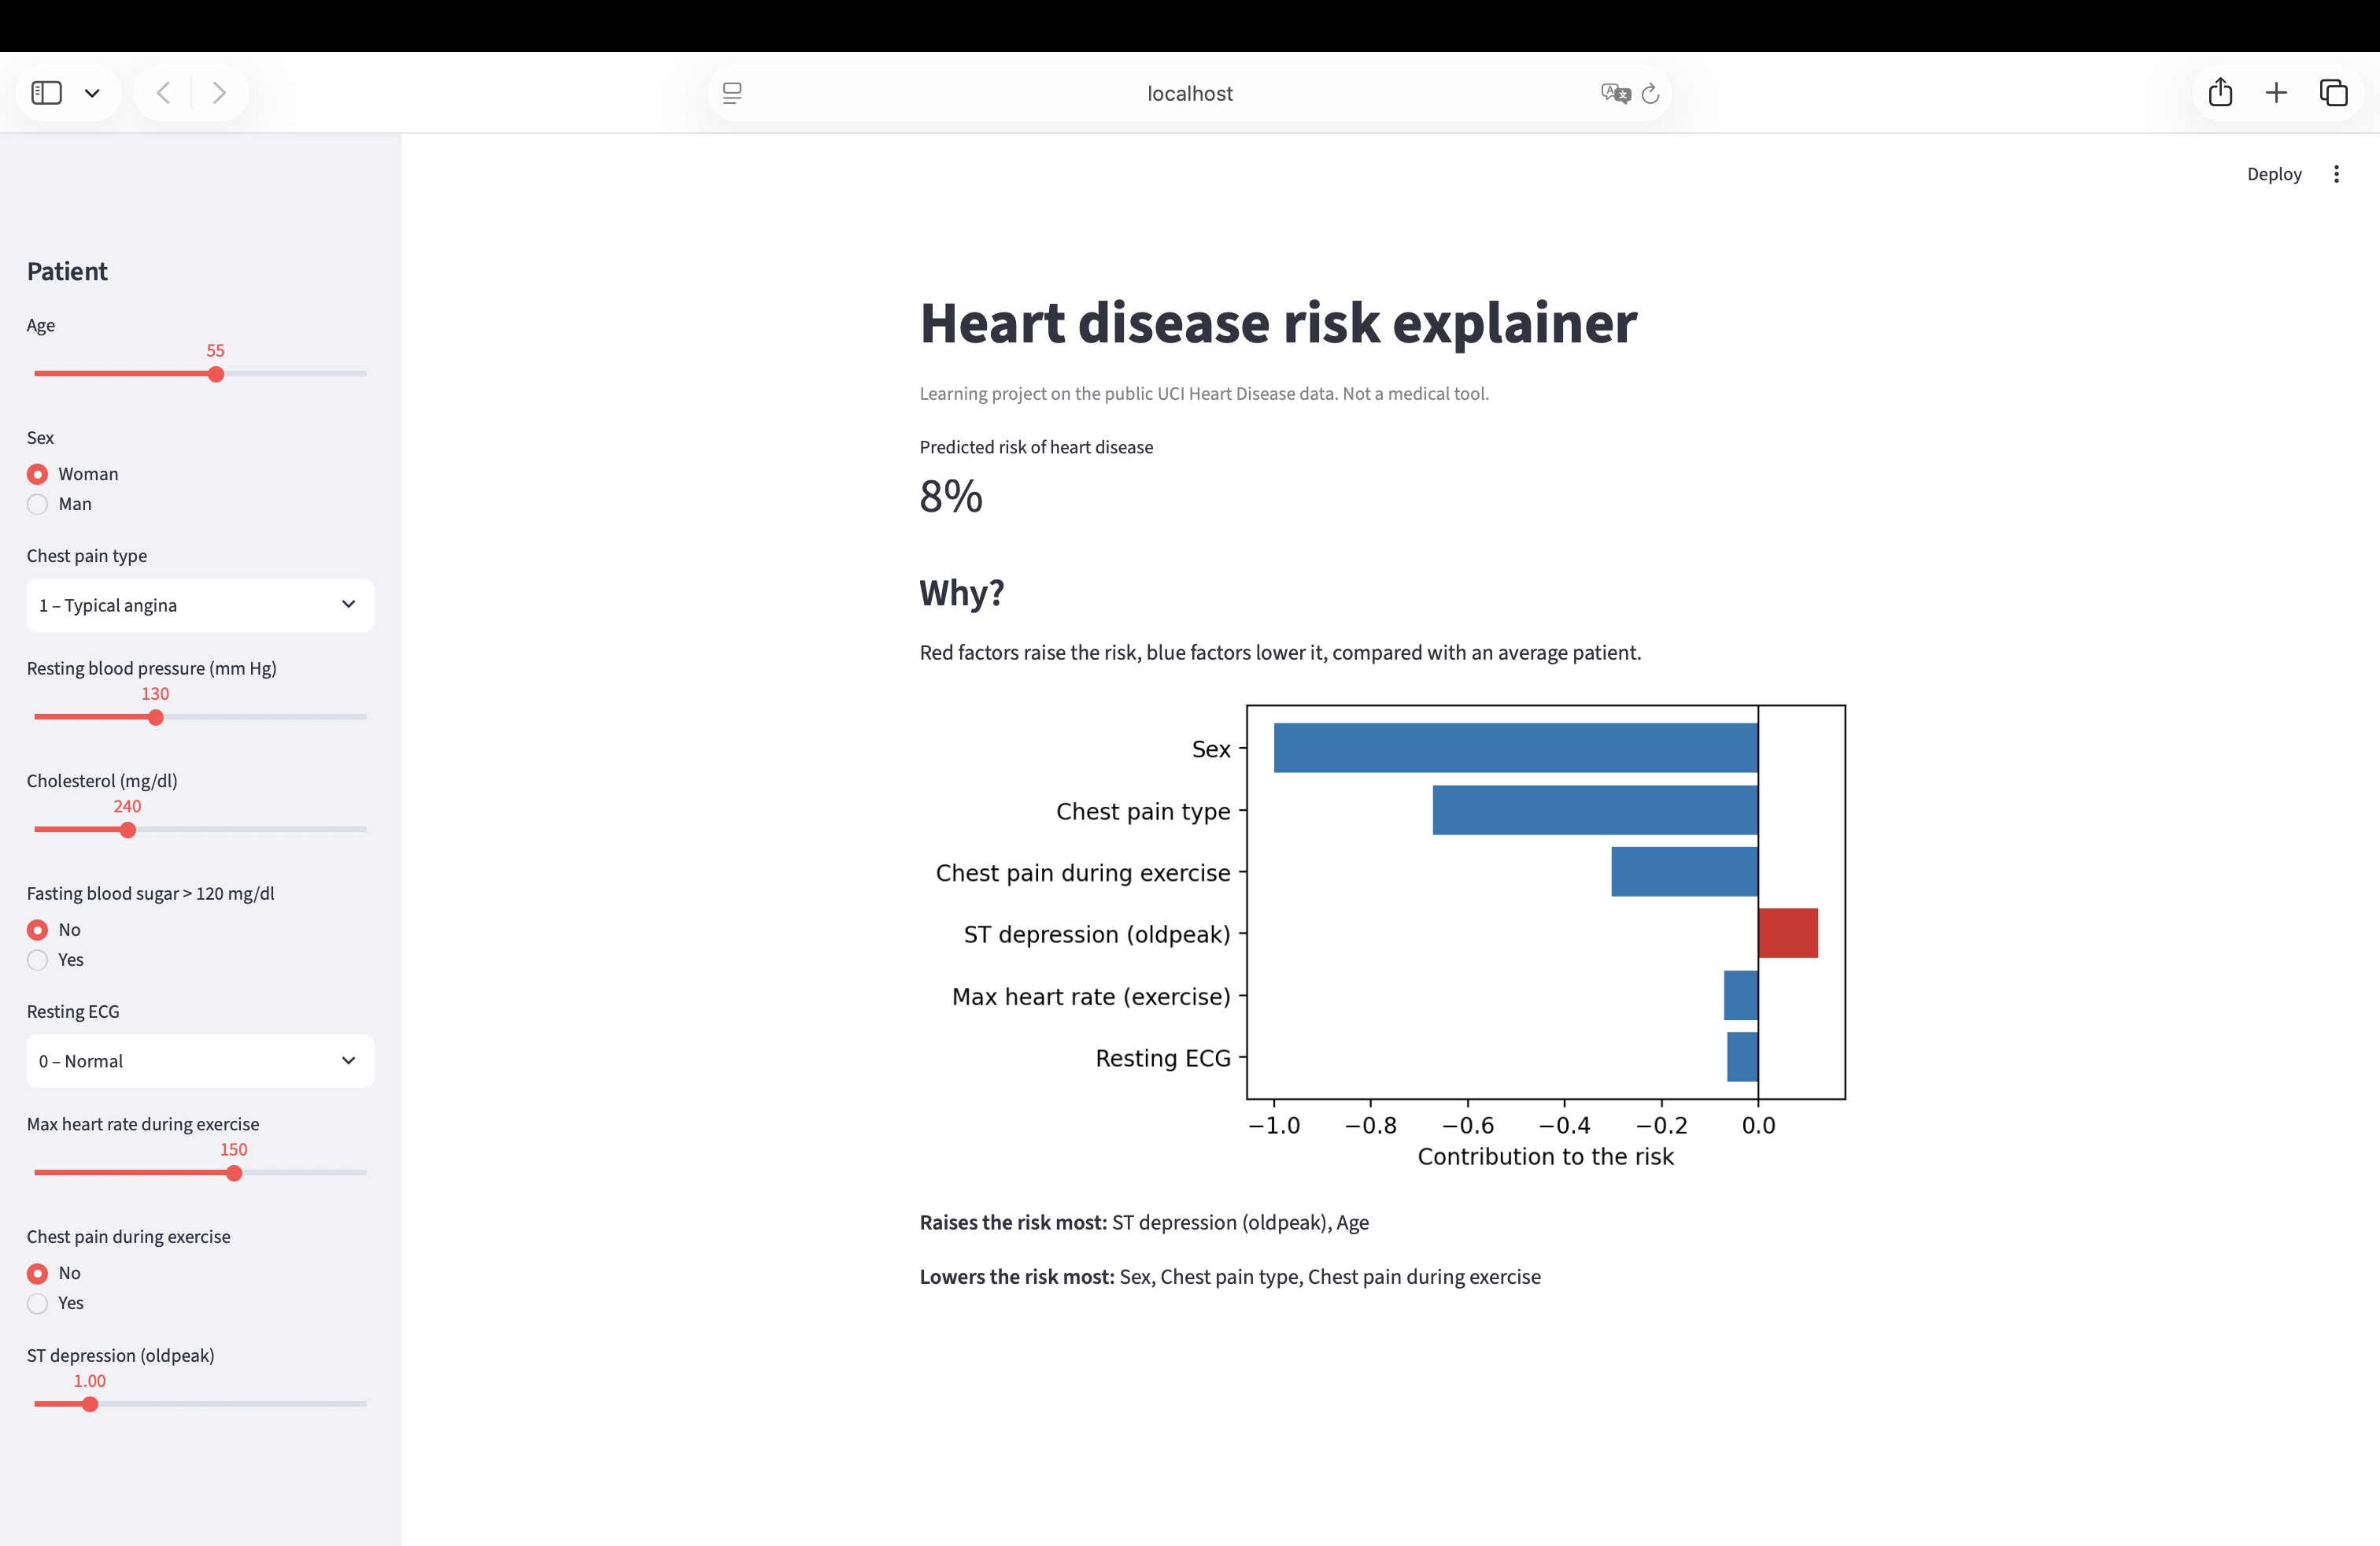 localhost
Deploy
Patient
Age
55
Sex
Woman
Man
Chest pain type
1 – Typical angina
Resting blood pressure (mm Hg)
130
Cholesterol (mg/dl)
240
Fasting blood sugar > 120 mg/dl
No
Yes
Resting ECG
0 – Normal
Max heart rate during exercise
150
Chest pain during exercise
No
Yes
ST depression (oldpeak)
1.00
Heart disease risk explainer
Learning project on the public UCI Heart Disease data. Not a medical tool.
Predicted risk of heart disease
8%
Why?
Red factors raise the risk, blue factors lower it, compared with an average patient.
Sex
Chest pain type
Chest pain during exercise
ST depression (oldpeak)
Max heart rate (exercise)
Resting ECG
−1.0 −0.8 −0.6 −0.4 −0.2 0.0
Contribution to the risk
Raises the risk most: ST depression (oldpeak), Age
Lowers the risk most: Sex, Chest pain type, Chest pain during exercise